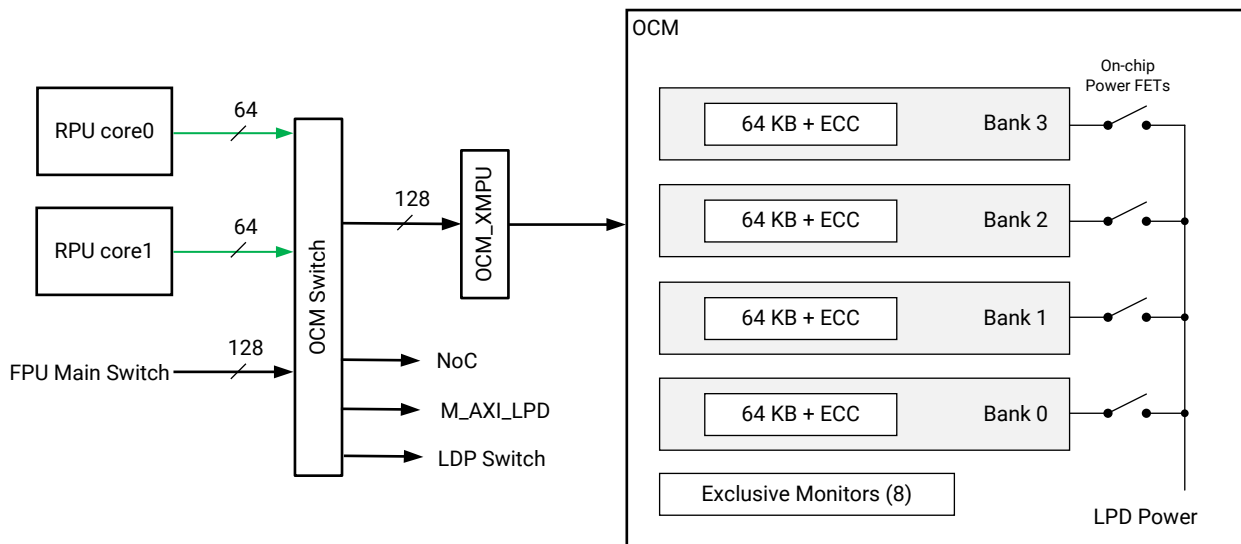 OCM
On-chip
Power FETs
RPU core0
64
64 KB + ECC
Bank 3
OCM Switch
128
OCM_XMPU
64 KB + ECC
Bank 2
RPU core1
64
64 KB + ECC
Bank 1
FPU Main Switch
128
NoC
M_AXI_LPD
LDP Switch
64 KB + ECC
Bank 0
Exclusive Monitors (8)
LPD Power